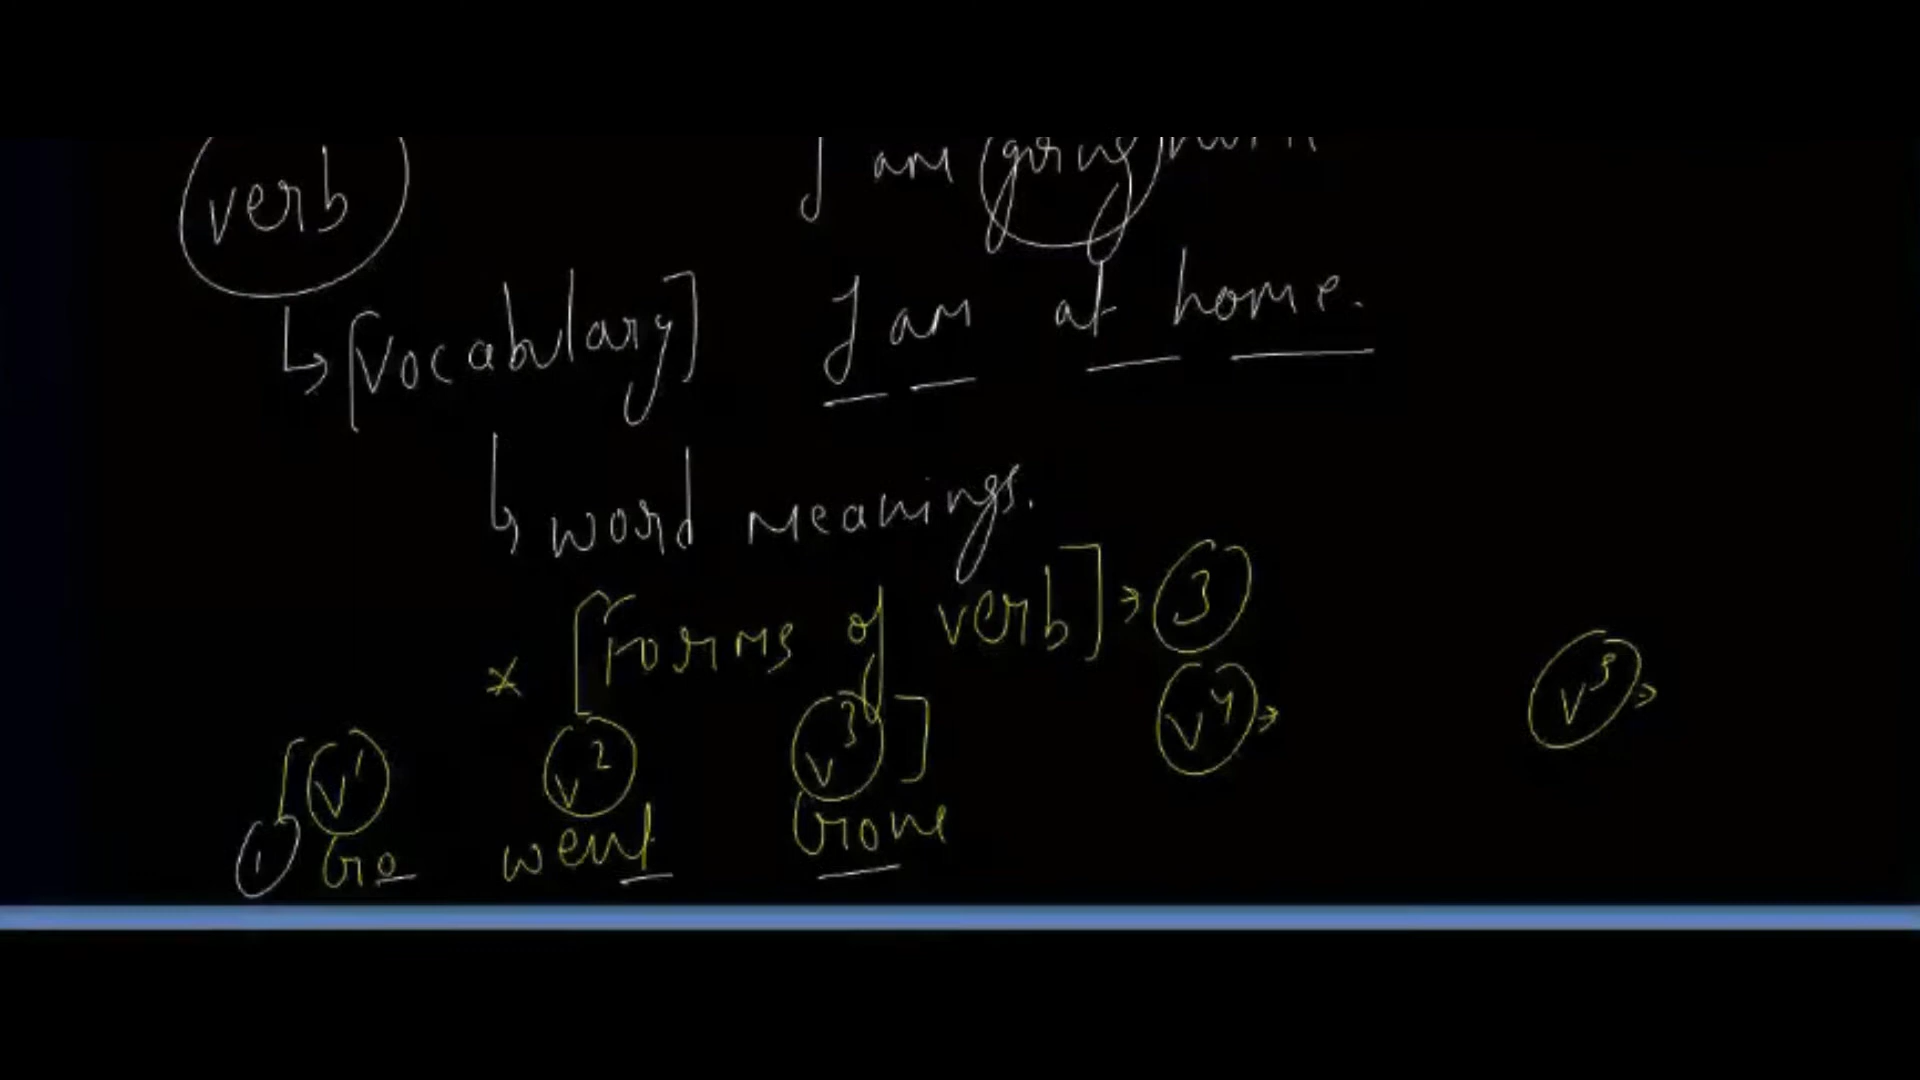 verb
I am going
↳ [Vocabulary]
I am at home.
↳ word meanings.
* [Forms of verb] → 3
[V¹ V² V³] V⁴ → V⁵ →
① Go went Gone